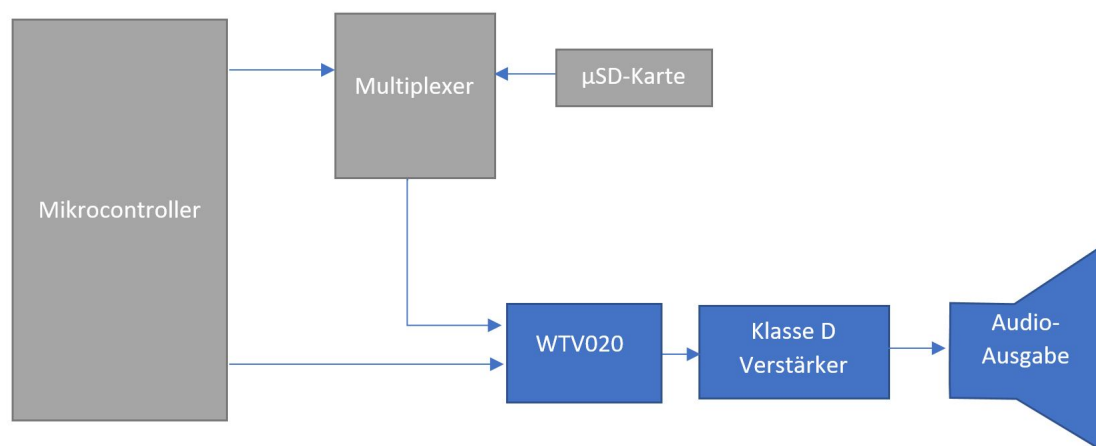 Multiplexer
µSD-Karte
Mikrocontroller
WTV020
Klasse D
Verstärker
Audio-
Ausgabe